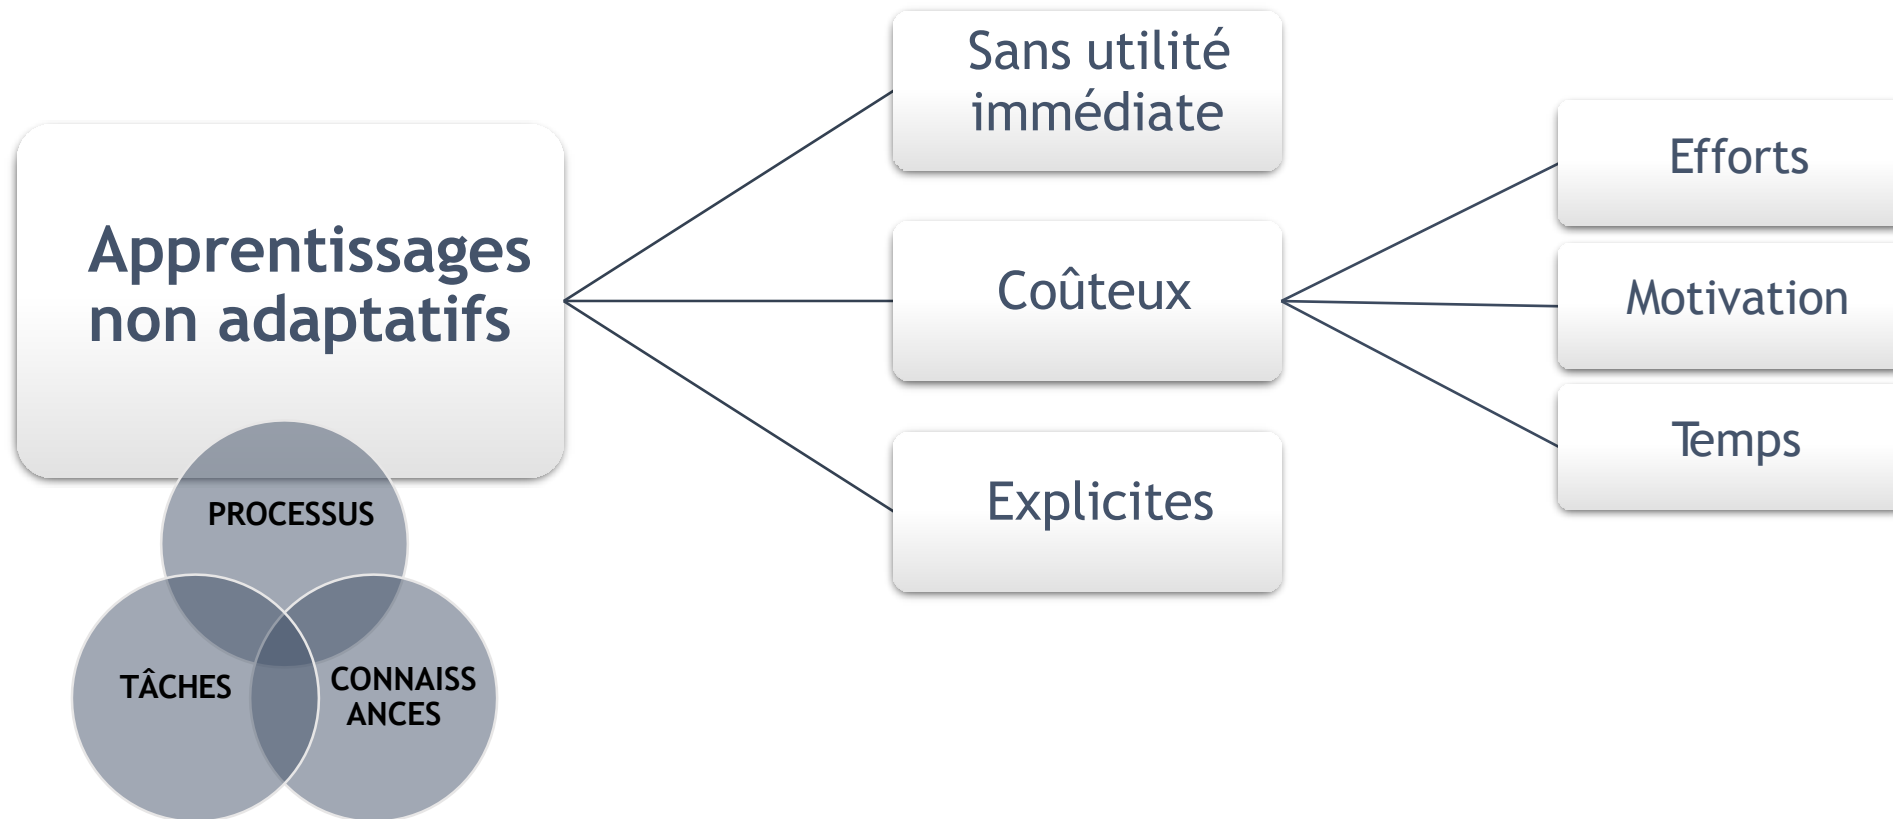 Apprentissages
non adaptatifs
Sans utilité
immédiate
Coûteux
Explicites
Efforts
Motivation
Temps
PROCESSUS
TÂCHES
CONNAISS
ANCES